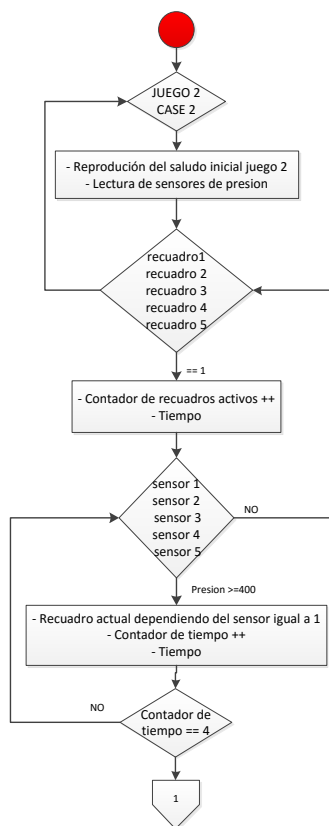 JUEGO 2
CASE 2
- Reprodución del saludo inicial juego 2
- Lectura de sensores de presion
recuadro1
recuadro 2
recuadro 3
recuadro 4
recuadro 5
== 1
- Contador de recuadros activos ++
- Tiempo
sensor 1
sensor 2
sensor 3
sensor 4
sensor 5
NO
Presion >=400
- Recuadro actual dependiendo del sensor igual a 1
- Contador de tiempo ++
- Tiempo
NO
Contador de
tiempo == 4
1